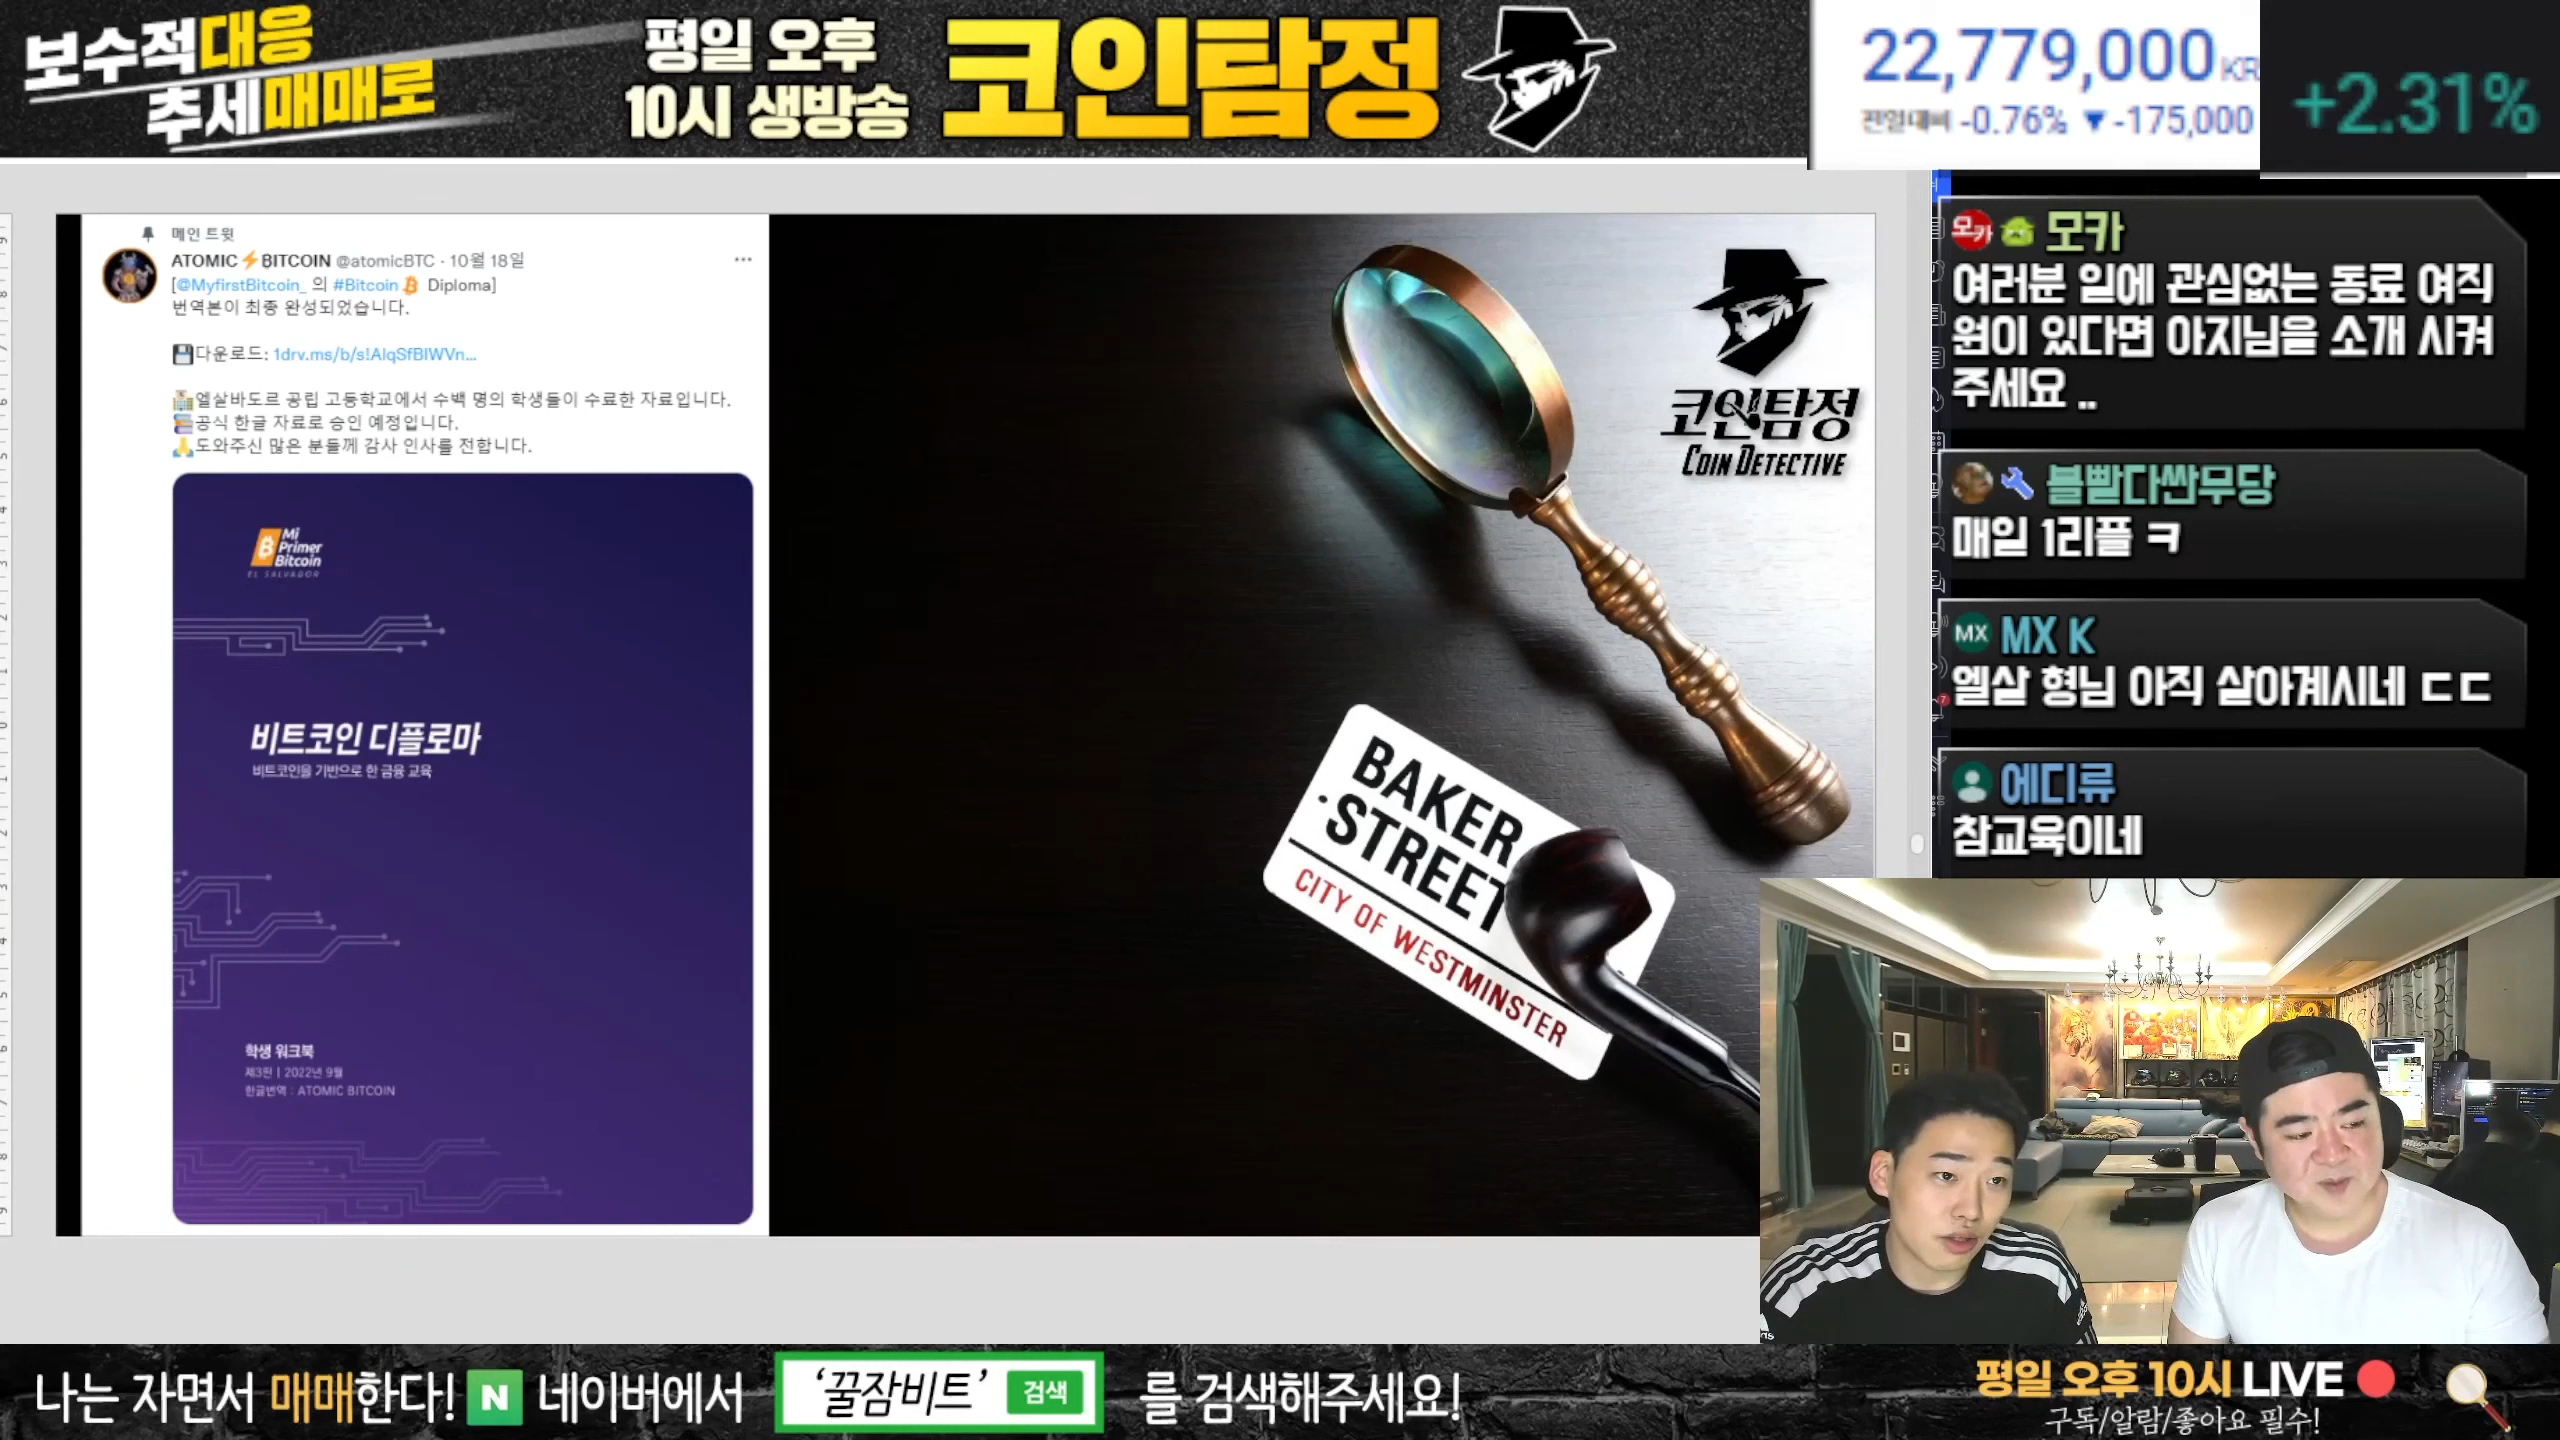 보수적대응
추세매매로
평일 오후
10시 생방송
코인탐정
22,779,000 KR
전일대비 -0.76% ▼ -175,000
+2.31%
메인 트윗
ATOMIC⚡BITCOIN @atomicBTC · 10월 18일
[@MyfirstBitcoin_ 의 #Bitcoin Diploma]
번역본이 최종 완성되었습니다.
💾다운로드: 1drv.ms/b/s!AlqSfBIWVn...
🏫엘살바도르 공립 고등학교에서 수백 명의 학생들이 수료한 자료입니다.
📚공식 한글 자료로 승인 예정입니다.
🙏도와주신 많은 분들께 감사 인사를 전합니다.
Mi
Primer
Bitcoin
EL SALVADOR
비트코인 디플로마
비트코인을 기반으로 한 금융 교육
학생 워크북
제3판 | 2022년 9월
한글번역 : ATOMIC BITCOIN
코인탐정
COIN DETECTIVE
BAKER
STREET
CITY OF WESTMINSTER
모카 모카
여러분 일에 관심없는 동료 여직
원이 있다면 아지님을 소개 시켜
주세요 ..
블빨다싼무당
매일 1리플 ㅋ
MX MX K
엘살 형님 아직 살아계시네 ㄷㄷ
에디류
참교육이네
나는 자면서 매매한다! N 네이버에서 '꿀잠비트' 검색 를 검색해주세요!
평일 오후 10시 LIVE
구독/알람/좋아요 필수!